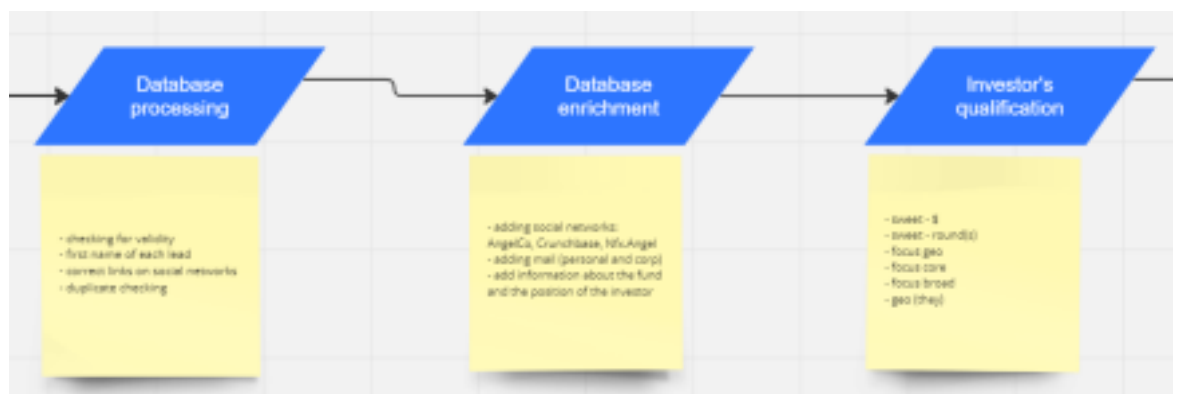 Database
processing
Database
enrichment
Investor's
qualification
- checking for validity
- first name of each lead
- correct links on social networks
- duplicate checking
- adding social networks:
AngelCo, Crunchbase, Nfx.Angel
- adding mail (personal and corp)
- add information about the fund
and the position of the investor
- sweet - $
- sweet - round(s)
- focus geo
- focus core
- focus broad
- geo (they)